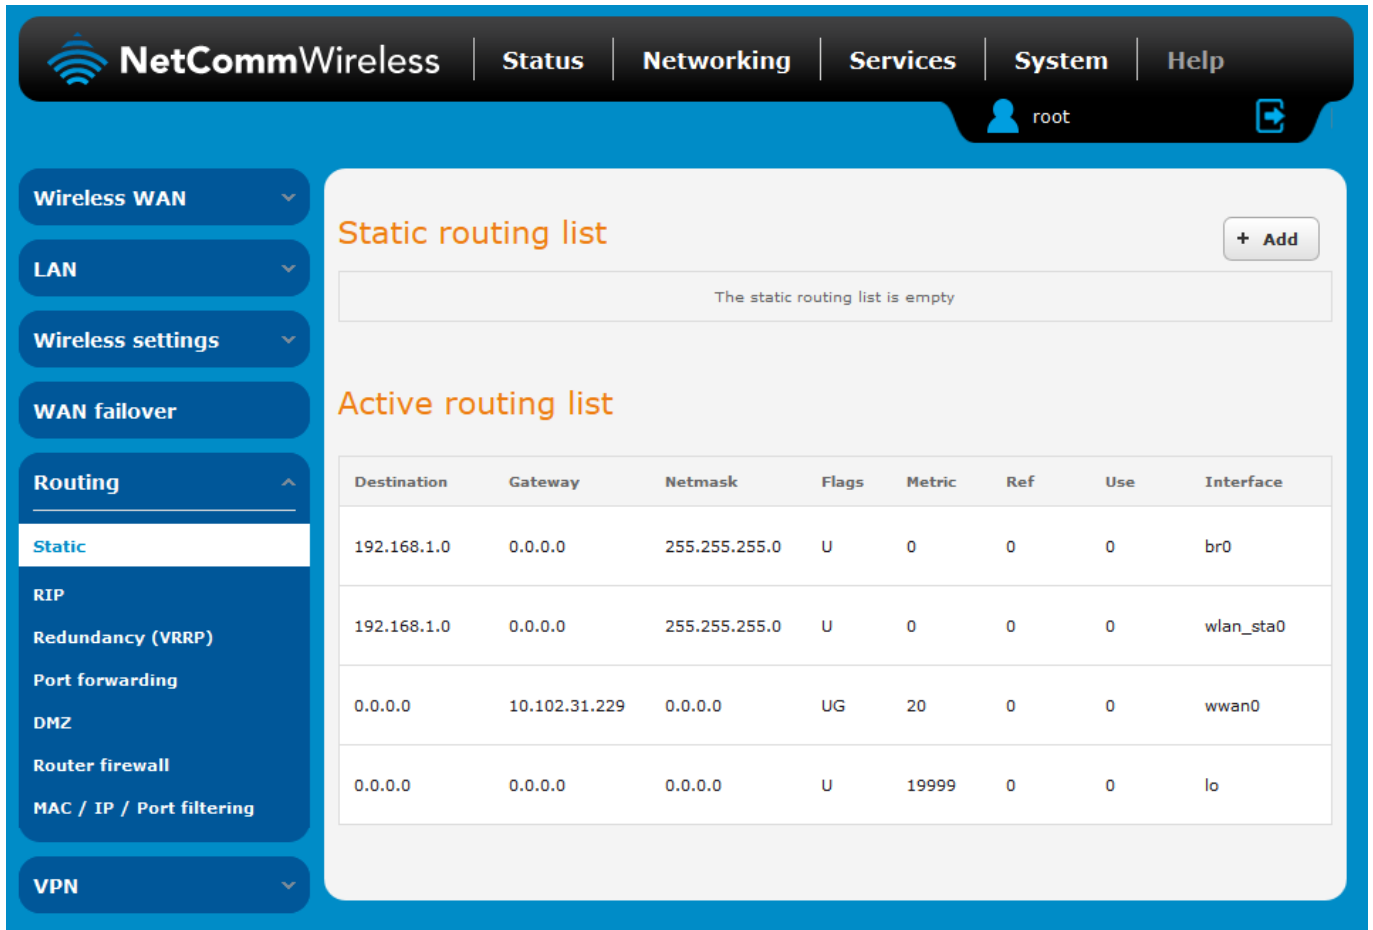 NetCommWireless Status Networking Services System Help
root
Wireless WAN
LAN
Wireless settings
WAN failover
Routing
Static
RIP
Redundancy (VRRP)
Port forwarding
DMZ
Router firewall
MAC / IP / Port filtering
VPN
Static routing list
+ Add
The static routing list is empty
Active routing list
Destination Gateway Netmask Flags Metric Ref Use Interface
192.168.1.0 0.0.0.0 255.255.255.0 U 0 0 0 br0
192.168.1.0 0.0.0.0 255.255.255.0 U 0 0 0 wlan_sta0
0.0.0.0 10.102.31.229 0.0.0.0 UG 20 0 0 wwan0
0.0.0.0 0.0.0.0 0.0.0.0 U 19999 0 0 lo